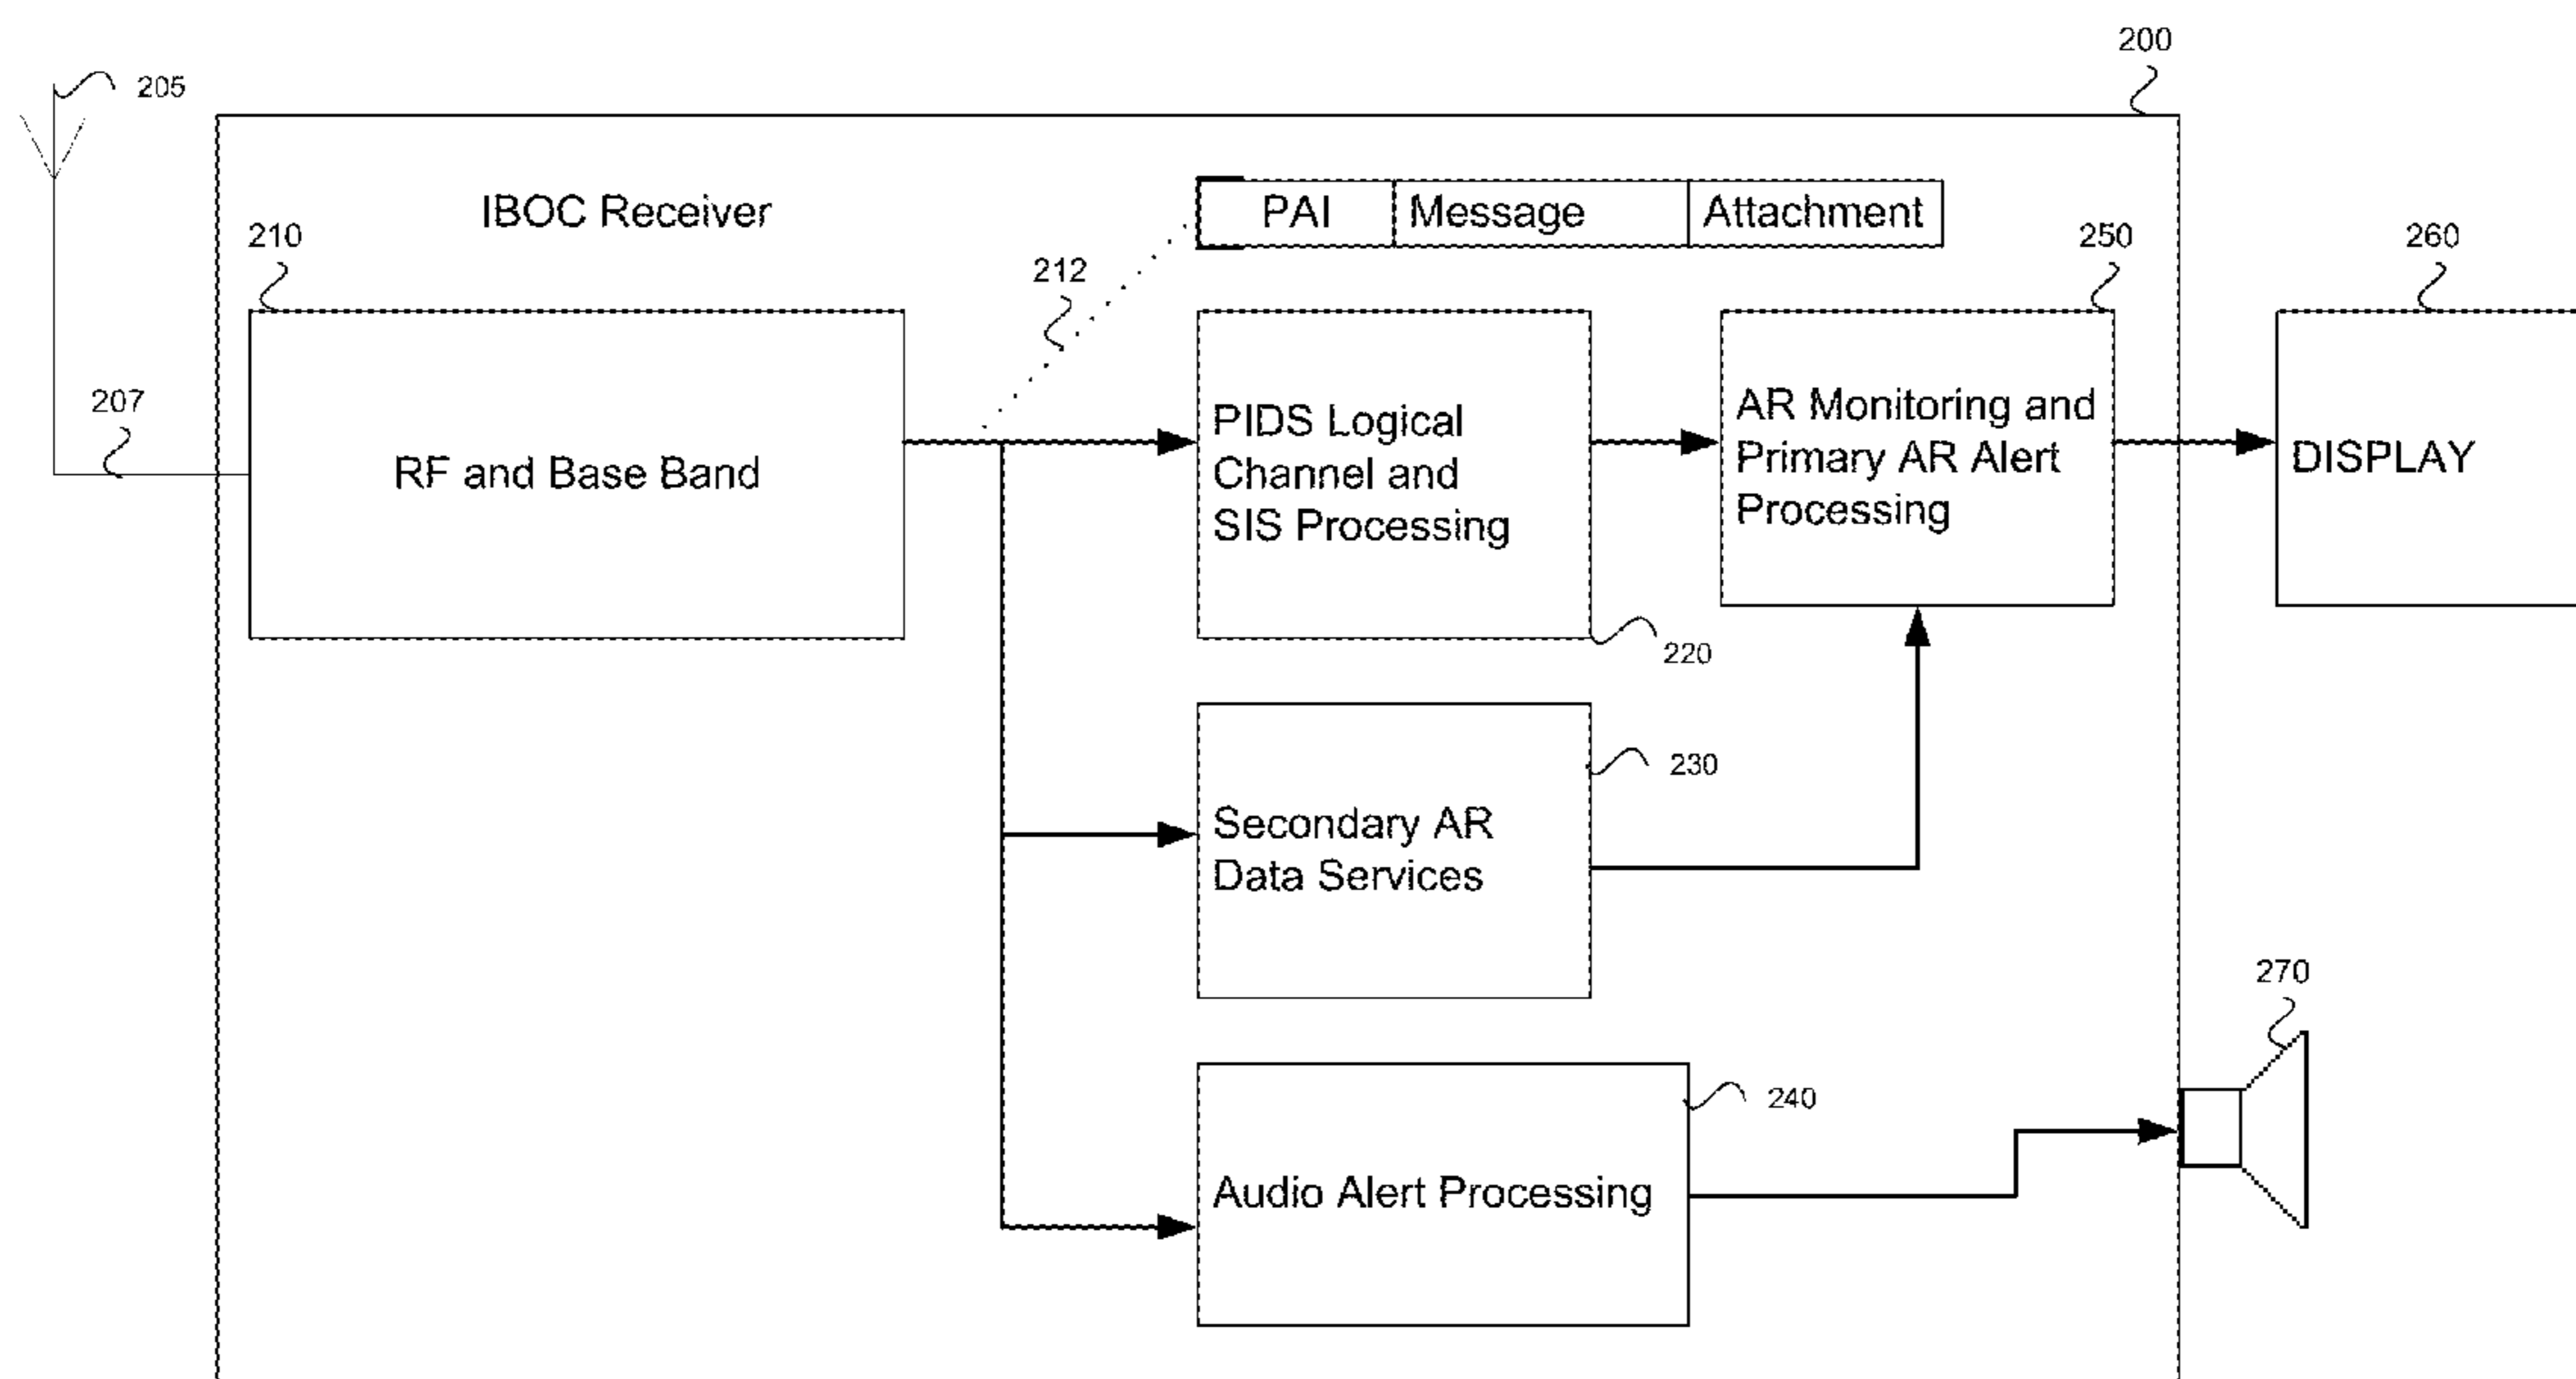 200
205
IBOC Receiver
PAI Message Attachment
210
212
250
260
207
RF and Base Band
PIDS Logical
Channel and
SIS Processing
AR Monitoring and
Primary AR Alert
Processing
DISPLAY
220
230
Secondary AR
Data Services
270
240
Audio Alert Processing